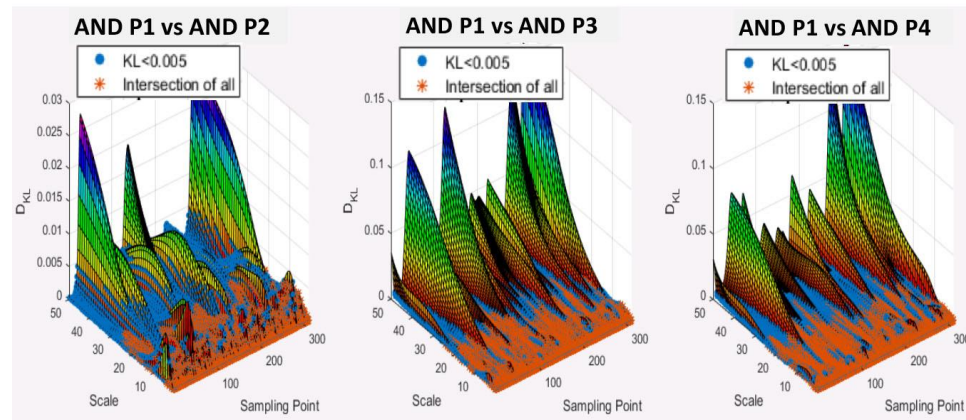 AND P1 vs AND P2
KL<0.005
Intersection of all
0.03
0.025
0.02
0.015
0.01
0.005
0
D_KL
50
40
30
20
10
Scale
100
200
300
Sampling Point
AND P1 vs AND P3
KL<0.005
Intersection of all
0.15
0.1
0.05
0
D_KL
50
40
30
20
10
Scale
100
200
300
Sampling Point
AND P1 vs AND P4
KL<0.005
Intersection of all
0.15
0.1
0.05
0
D_KL
50
40
30
20
10
Scale
100
200
300
Sampling Point